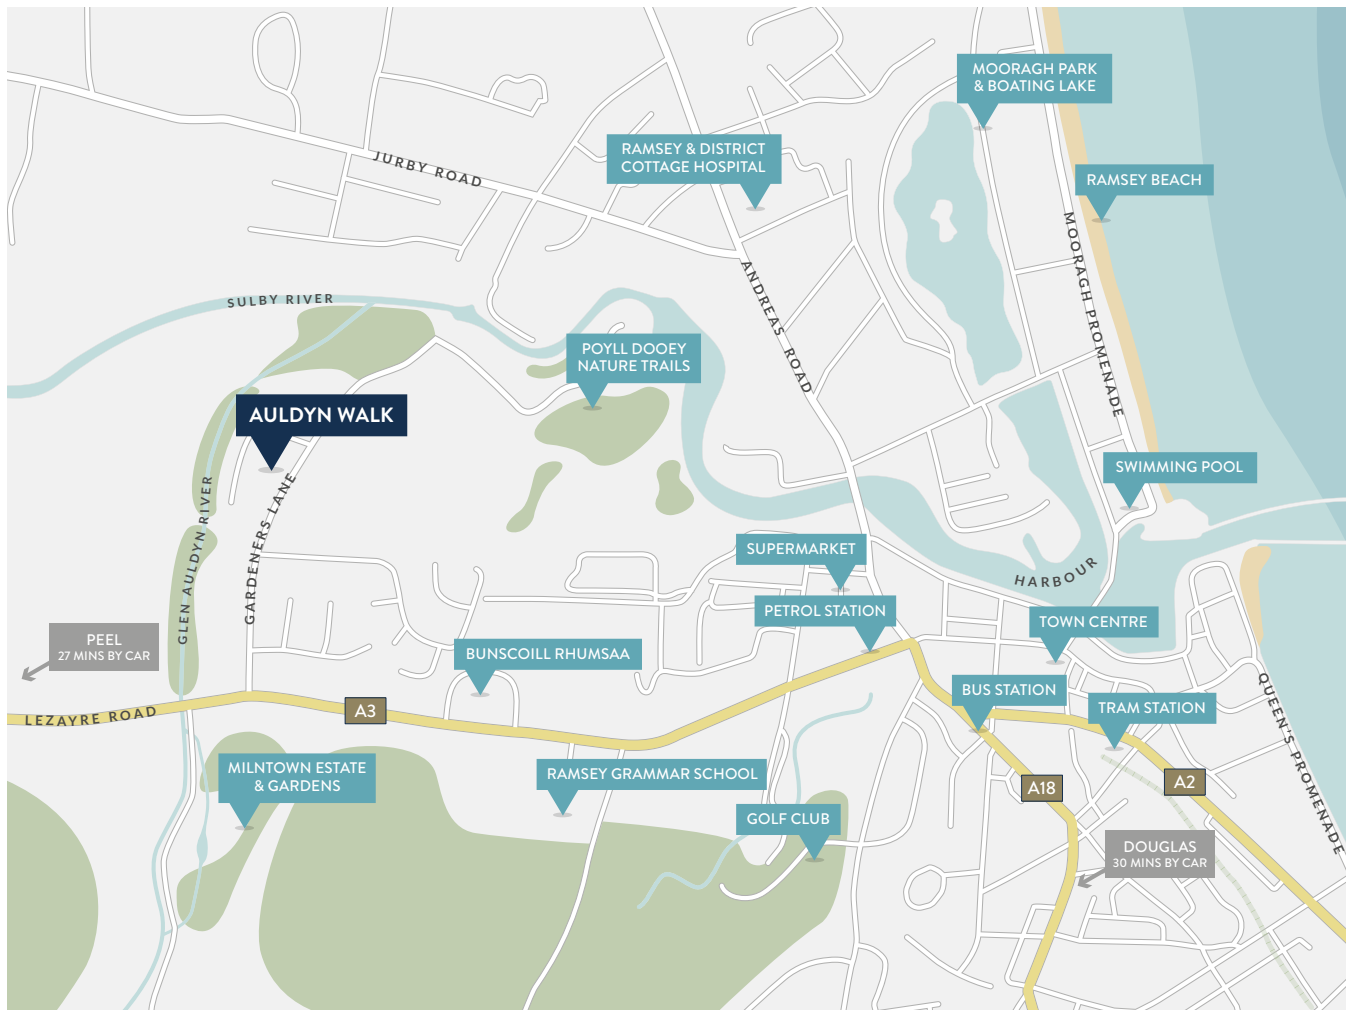 MOORAGH PARK
& BOATING LAKE
RAMSEY & DISTRICT
COTTAGE HOSPITAL
JURBY ROAD
RAMSEY BEACH
MOORAGH PROMENADE
ANDREAS ROAD
SULBY RIVER
POYLL DOOEY
NATURE TRAILS
AULDYN WALK
SWIMMING POOL
GLEN AULDYN RIVER
GARDENERS LANE
SUPERMARKET
HARBOUR
PETROL STATION
TOWN CENTRE
PEEL
27 MINS BY CAR
BUNSCOILL RHUMSAA
BUS STATION
TRAM STATION
QUEEN'S PROMENADE
LEZAYRE ROAD
A3
MILNTOWN ESTATE
& GARDENS
RAMSEY GRAMMAR SCHOOL
A18
A2
GOLF CLUB
DOUGLAS
30 MINS BY CAR